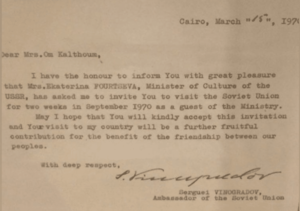 Cairo, March "15", 197
Dear Mrs.Om Kalthoum,
I have the honour to inform You with great pleasure
that Mrs.Ekaterina FOURTSEVA, Minister of Culture of the
USSR, has asked me to invite You to visit the Soviet Union
for two weeks in September 1970 as a guest of the Ministry.
May I hope that You will kindly accept this invitation
and Your visit to my country will be a further fruitful
contribution for the benefit of the friendship between our
peoples.
With deep respect,
S. Vinogradov
Serguei VINOGRADOV,
Ambassador of the Soviet Union